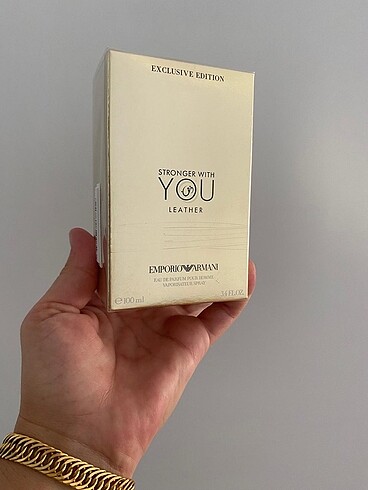 EXCLUSIVE EDITION
STRONGER WITH
YOU
LEATHER
EMPORIO ARMANI
EAU DE PARFUM POUR HOMME
VAPORISATEUR SPRAY
℮100 ml 3.4 FL.OZ.